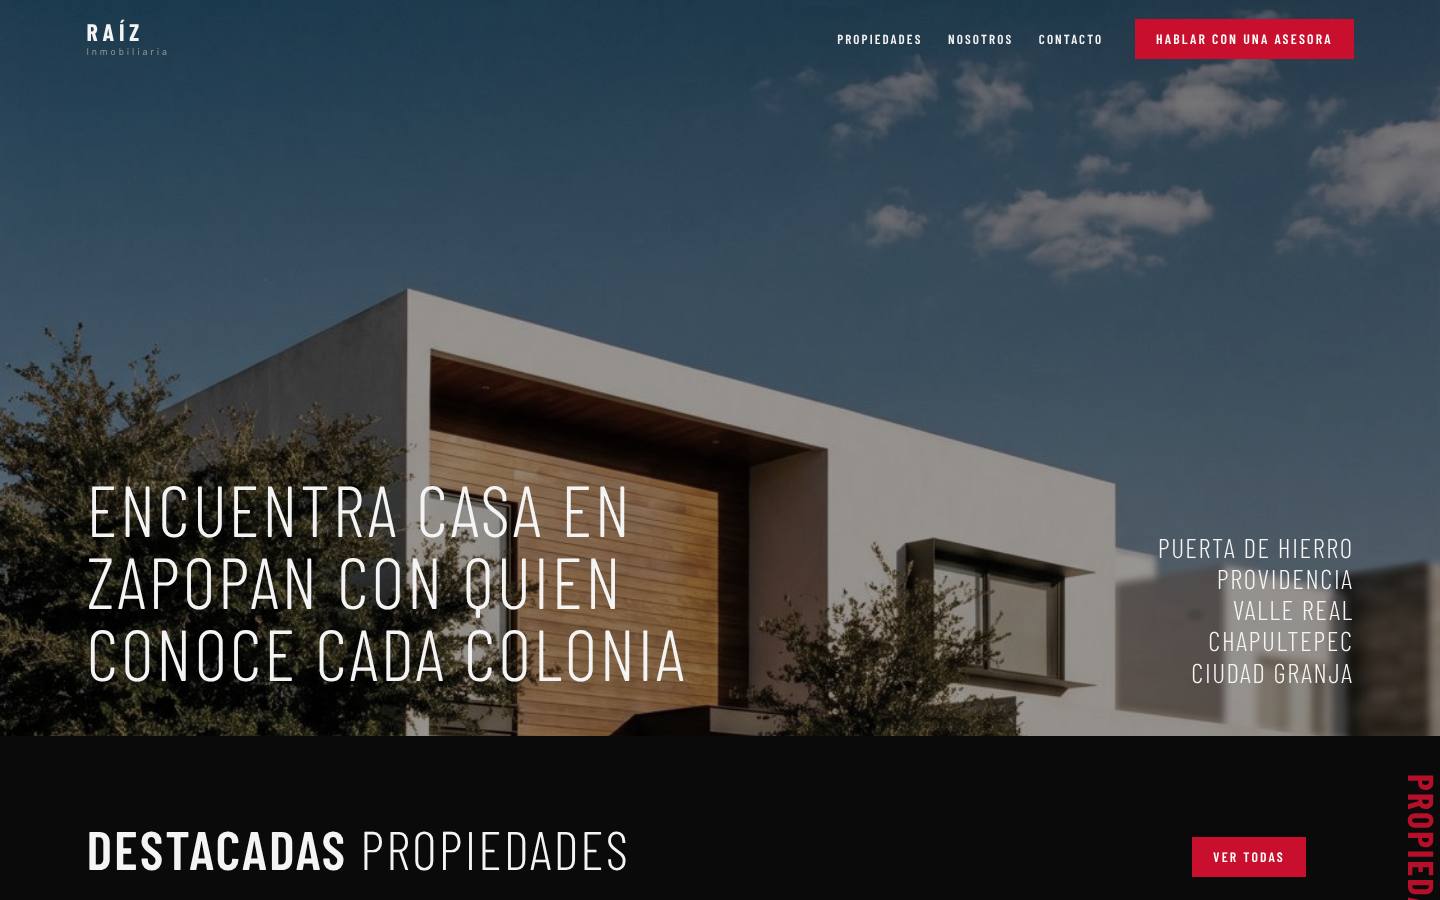 RAÍZ
Inmobiliaria
PROPIEDADES
NOSOTROS
CONTACTO
HABLAR CON UNA ASESORA
ENCUENTRA CASA EN
ZAPOPAN CON QUIEN
CONOCE CADA COLONIA
PUERTA DE HIERRO
PROVIDENCIA
VALLE REAL
CHAPULTEPEC
CIUDAD GRANJA
DESTACADAS PROPIEDADES
VER TODAS
PROPIEDA